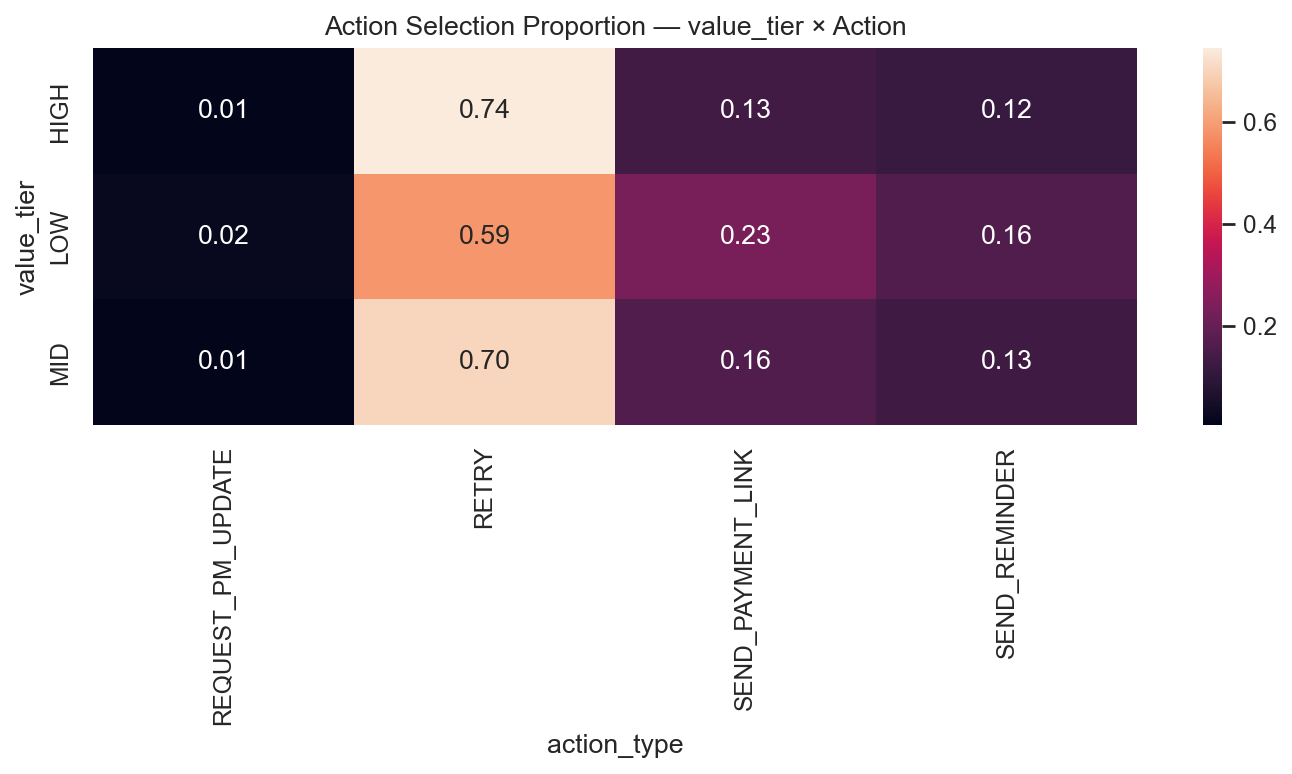 Action Selection Proportion — value_tier × Action
value_tier
HIGH
0.01 0.74 0.13 0.12
LOW
0.02 0.59 0.23 0.16
MID
0.01 0.70 0.16 0.13
REQUEST_PM_UPDATE
RETRY
SEND_PAYMENT_LINK
SEND_REMINDER
action_type
0.6
0.4
0.2